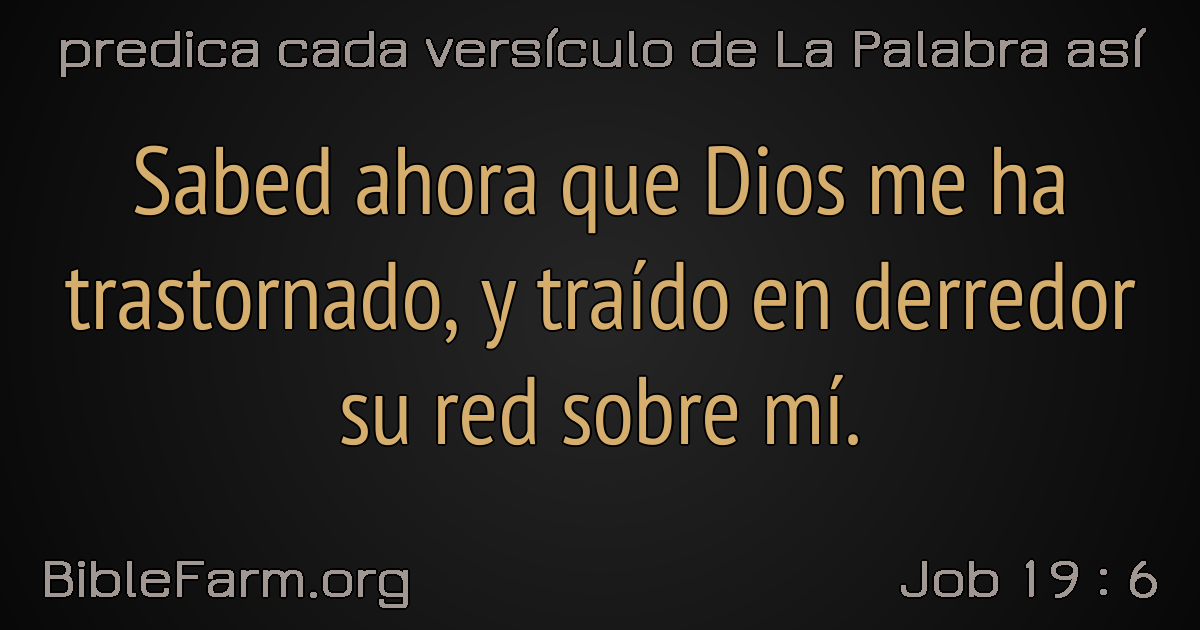 predica cada versículo de La Palabra así
Sabed ahora que Dios me ha
trastornado, y traído en derredor
su red sobre mí.
BibleFarm.org
Job 19 : 6